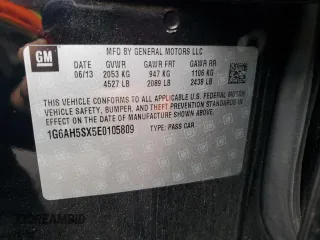 GM
MFD BY GENERAL MOTORS LLC
06/13 GVWR GAWR FRT GAWR RR
2053 KG 947 KG 1106 KG
4527 LB 2089 LB 2439 LB
THIS VEHICLE CONFORMS TO ALL APPLICABLE U.S. FEDERAL MOTOR
VEHICLE SAFETY, BUMPER, AND THEFT PREVENTION STANDARDS
IN EFFECT ON THE DATE OF MANUFACTURE SHOWN ABOVE.
1G6AH5SX5E0105809 TYPE: PASS CAR